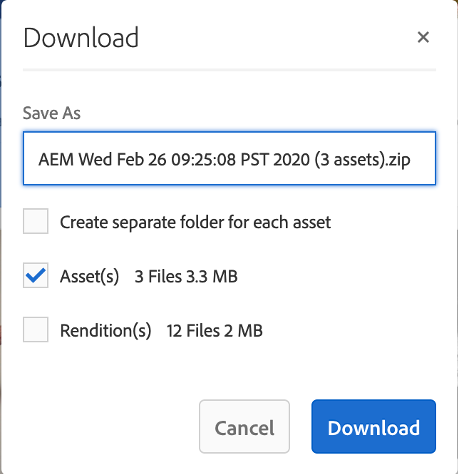 Download
Save As
AEM Wed Feb 26 09:25:08 PST 2020 (3 assets).zip
Create separate folder for each asset
Asset(s) 3 Files 3.3 MB
Rendition(s) 12 Files 2 MB
Cancel Download